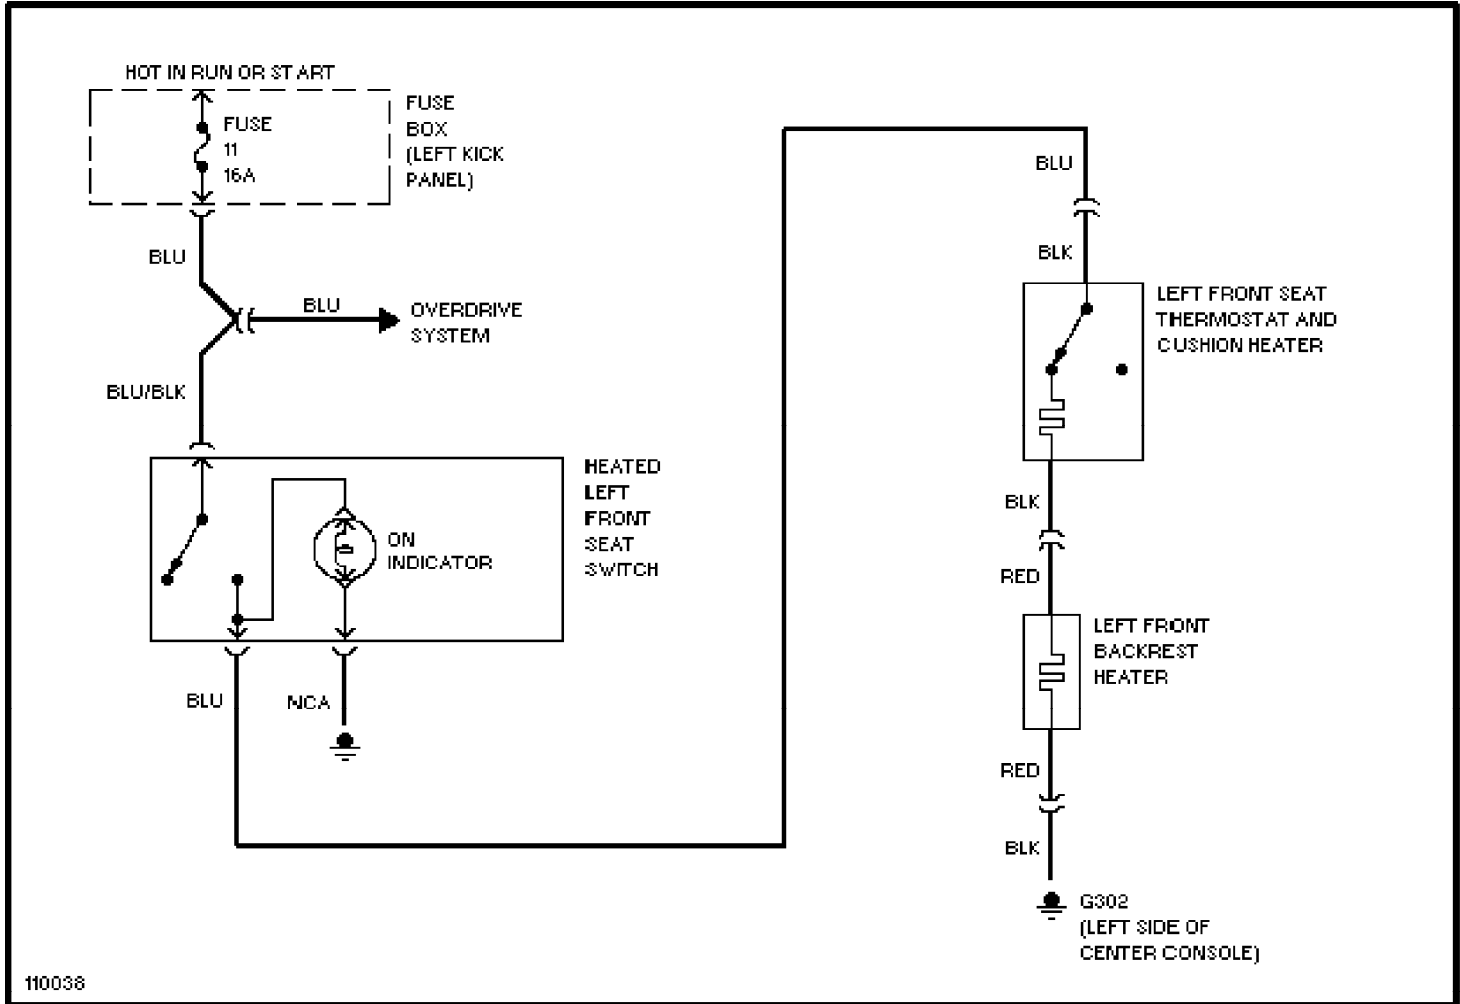 HOT IN RUN OR START
FUSE
11
16A
FUSE
BOX
(LEFT KICK
PANEL)
BLU
BLU
OVERDRIVE
SYSTEM
BLU/BLK
HEATED
LEFT
FRONT
SEAT
SWITCH
ON
INDICATOR
BLU
NCA
BLU
BLK
LEFT FRONT SEAT
THERMOSTAT AND
CUSHION HEATER
BLK
RED
LEFT FRONT
BACKREST
HEATER
RED
BLK
G302
(LEFT SIDE OF
CENTER CONSOLE)
110038